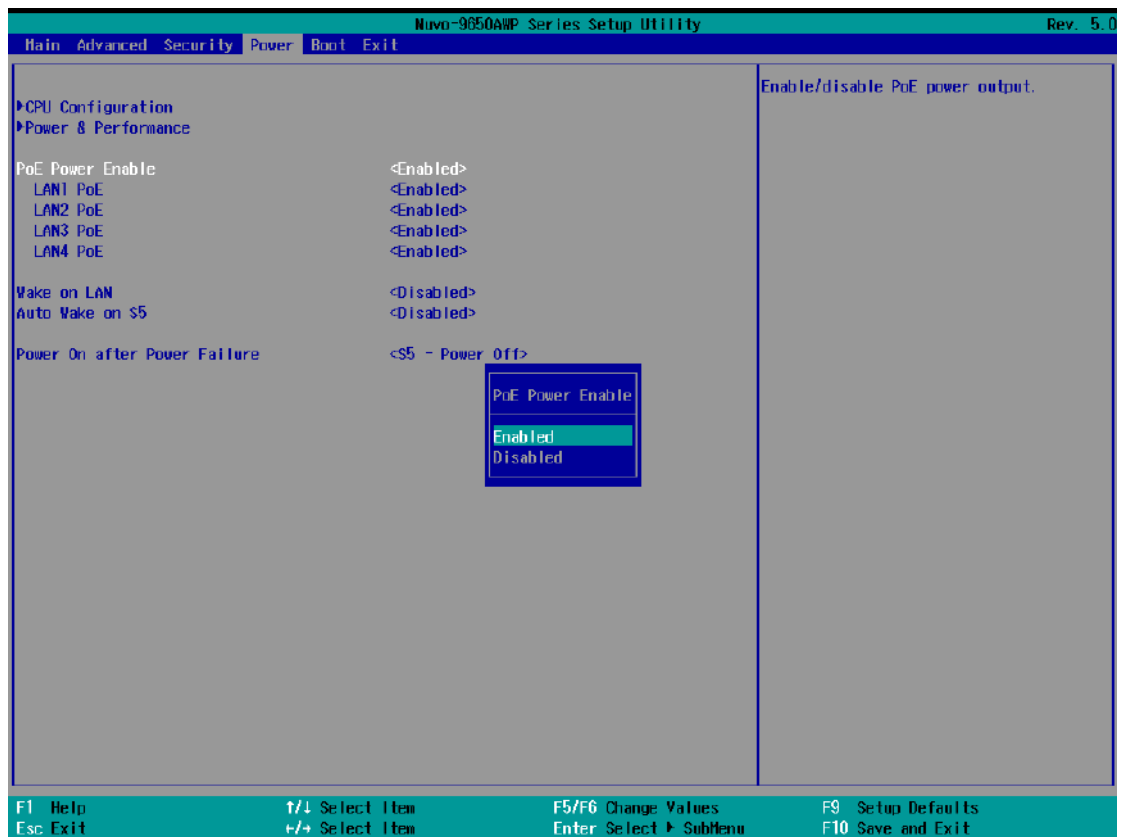 Nuvo-9650AWP Series Setup Utility Rev. 5.0
Main Advanced Security Power Boot Exit
Enable/disable PoE power output.
▶CPU Configuration
▶Power & Performance
PoE Power Enable <Enabled>
LAN1 PoE <Enabled>
LAN2 PoE <Enabled>
LAN3 PoE <Enabled>
LAN4 PoE <Enabled>
Wake on LAN <Disabled>
Auto Wake on S5 <Disabled>
Power On after Power Failure <S5 - Power Off>
PoE Power Enable
Enabled
Disabled
F1 Help ↑/↓ Select Item F5/F6 Change Values F9 Setup Defaults
Esc Exit ←/→ Select Item Enter Select ▶ SubMenu F10 Save and Exit